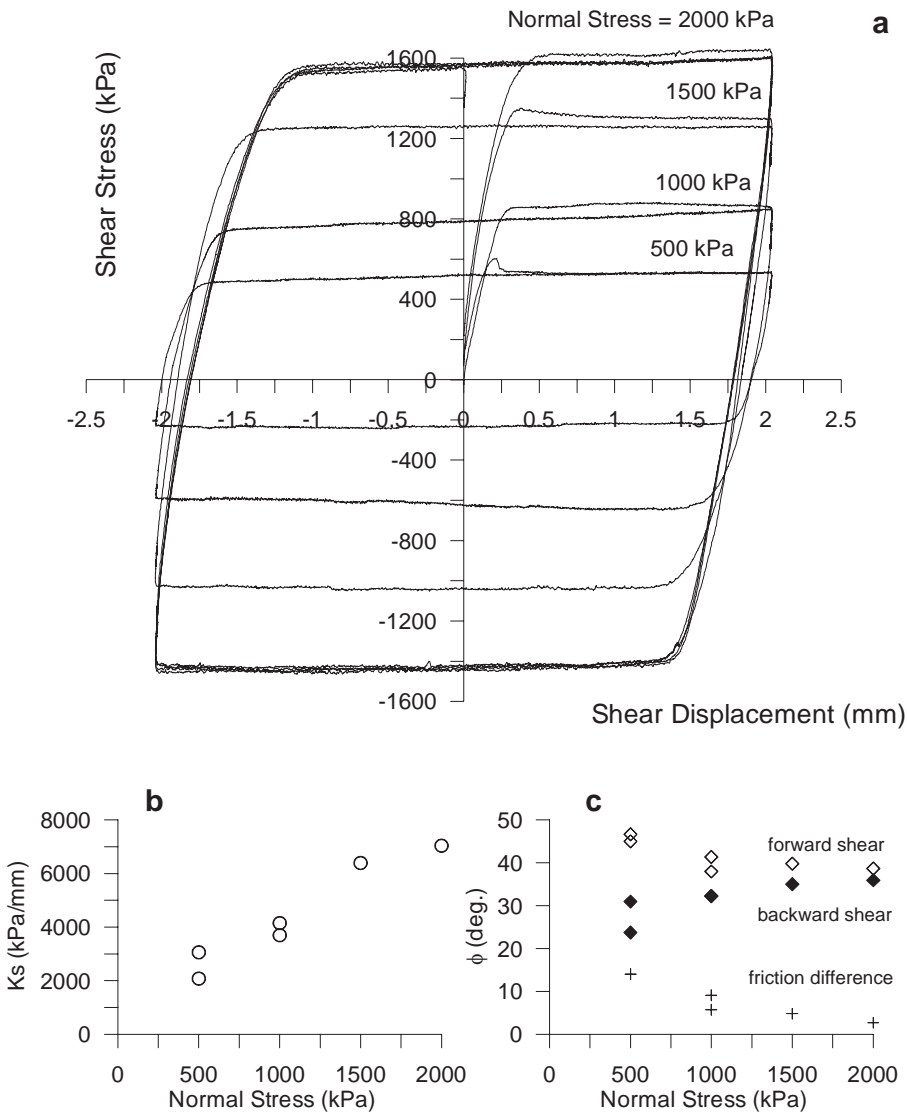 Normal Stress = 2000 kPa
a
Shear Stress (kPa)
1600
1200
800
400
0
-400
-800
-1200
-1600
1500 kPa
1000 kPa
500 kPa
-2.5 -2 -1.5 -1 -0.5 0 0.5 1 1.5 2 2.5
Shear Displacement (mm)
b
Ks (kPa/mm)
8000
6000
4000
2000
0
0 500 1000 1500 2000
Normal Stress (kPa)
c
ϕ (deg.)
50
40
30
20
10
0
forward shear
backward shear
friction difference
0 500 1000 1500 2000
Normal Stress (kPa)